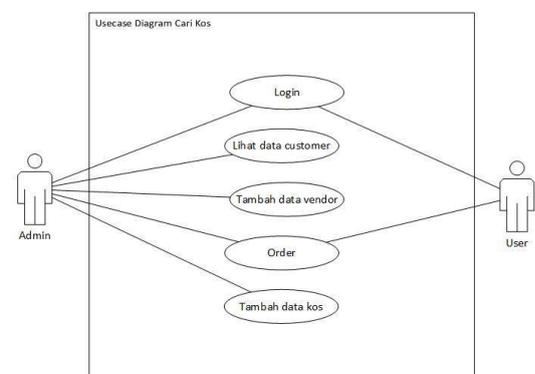 Usecase Diagram Cari Kos
Login
Lihat data customer
Tambah data vendor
Order
Tambah data kos
Admin
User